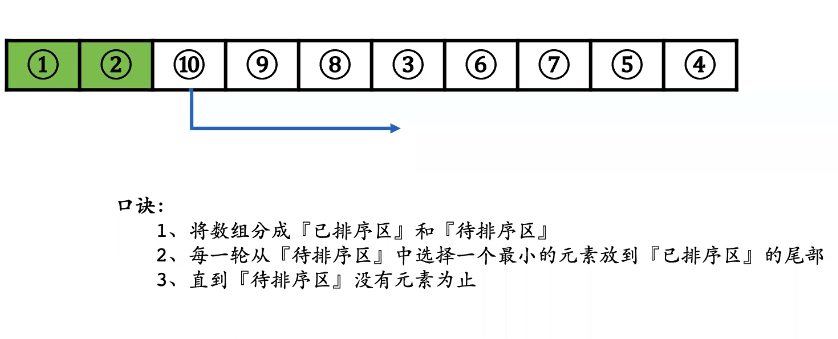 ① ② ⑩ ⑨ ⑧ ③ ⑥ ⑦ ⑤ ④
口诀:
1、将数组分成『已排序区』和『待排序区』
2、每一轮从『待排序区』中选择一个最小的元素放到『已排序区』的尾部
3、直到『待排序区』没有元素为止